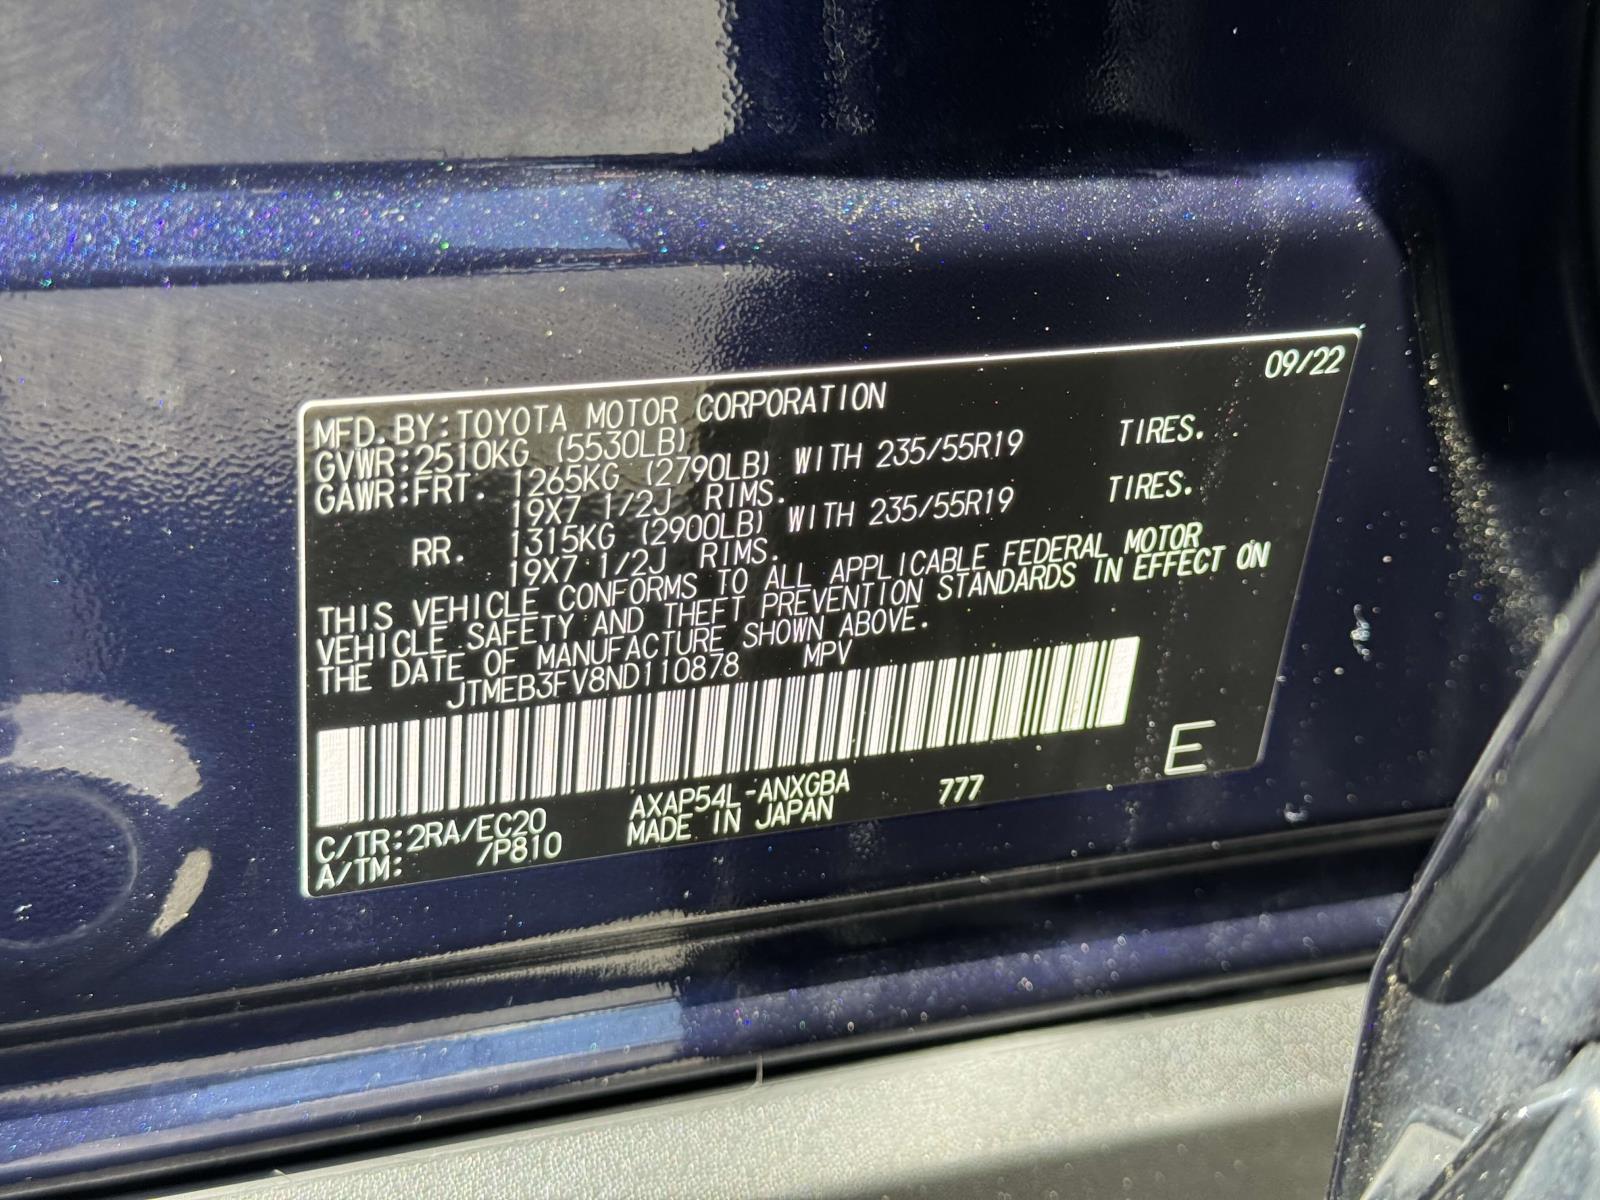 09/22
MFD. BY: TOYOTA MOTOR CORPORATION
GVWR: 2510KG (5530LB)
GAWR: FRT. 1265KG (2790LB) WITH 235/55R19 TIRES.
19X7 1/2J RIMS.
RR. 1315KG (2900LB) WITH 235/55R19 TIRES.
19X7 1/2J RIMS.
THIS VEHICLE CONFORMS TO ALL APPLICABLE FEDERAL MOTOR
VEHICLE SAFETY AND THEFT PREVENTION STANDARDS IN EFFECT ON
THE DATE OF MANUFACTURE SHOWN ABOVE.
JTMEB3FV8ND110878 MPV
E
C/TR: 2RA/EC20 AXAP54L-ANXGBA 777
A/TM: /P810 MADE IN JAPAN